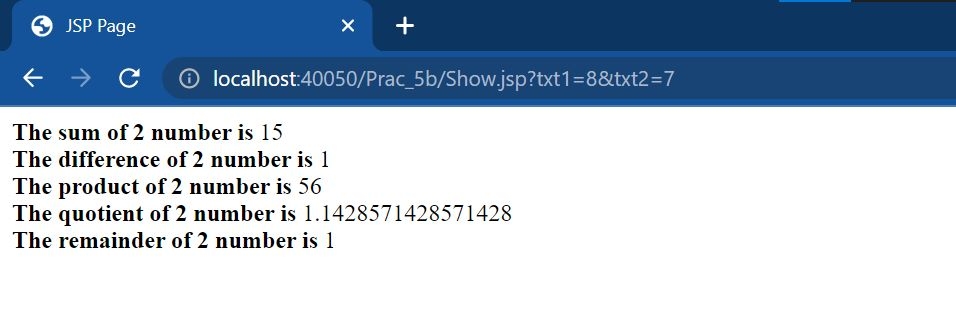 JSP Page
localhost:40050/Prac_5b/Show.jsp?txt1=8&txt2=7
The sum of 2 number is 15
The difference of 2 number is 1
The product of 2 number is 56
The quotient of 2 number is 1.1428571428571428
The remainder of 2 number is 1